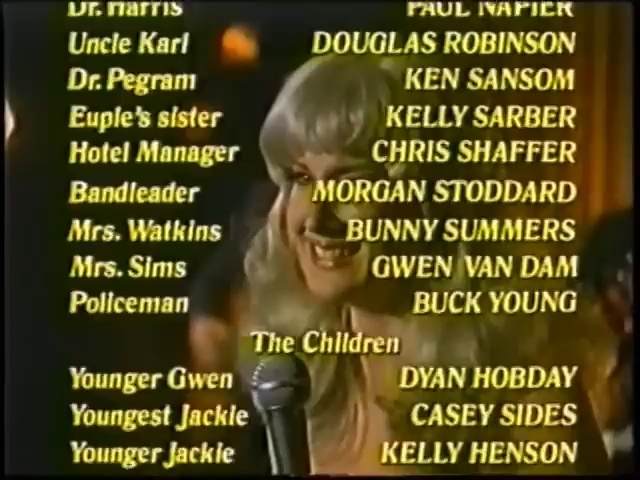 Dr. Harris PAUL NAPIER
Uncle Karl DOUGLAS ROBINSON
Dr. Pegram KEN SANSOM
Euple's sister KELLY SARBER
Hotel Manager CHRIS SHAFFER
Bandleader MORGAN STODDARD
Mrs. Watkins BUNNY SUMMERS
Mrs. Sims GWEN VAN DAM
Policeman BUCK YOUNG
The Children
Younger Gwen DYAN HOBDAY
Youngest Jackie CASEY SIDES
Younger Jackie KELLY HENSON